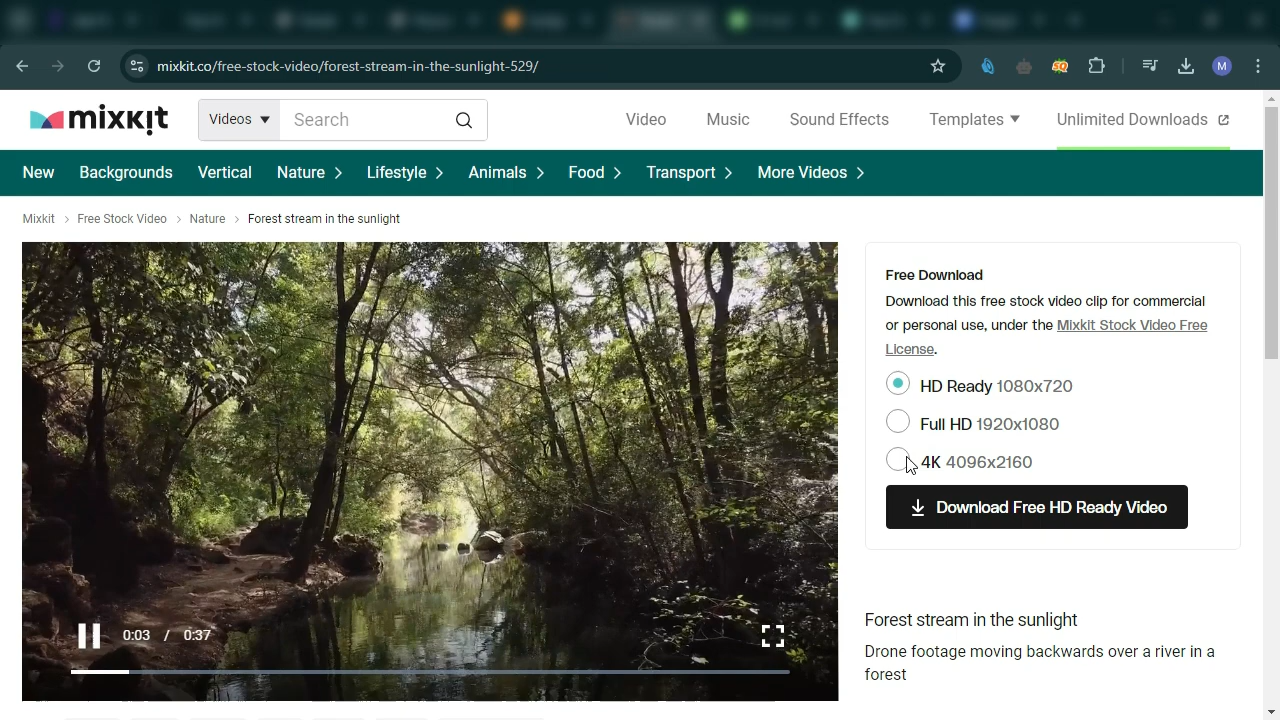 mixkit.co/free-stock-video/forest-stream-in-the-sunlight-529/
SQ
M
mixkit
Videos
Search
Video
Music
Sound Effects
Templates
Unlimited Downloads
New
Backgrounds
Vertical
Nature
Lifestyle
Animals
Food
Transport
More Videos
Mixkit > Free Stock Video > Nature > Forest stream in the sunlight
Free Download
Download this free stock video clip for commercial
or personal use, under the Mixkit Stock Video Free
License.
HD Ready 1080x720
Full HD 1920x1080
4K 4096x2160
Download Free HD Ready Video
0:03 / 0:37
Forest stream in the sunlight
Drone footage moving backwards over a river in a
forest